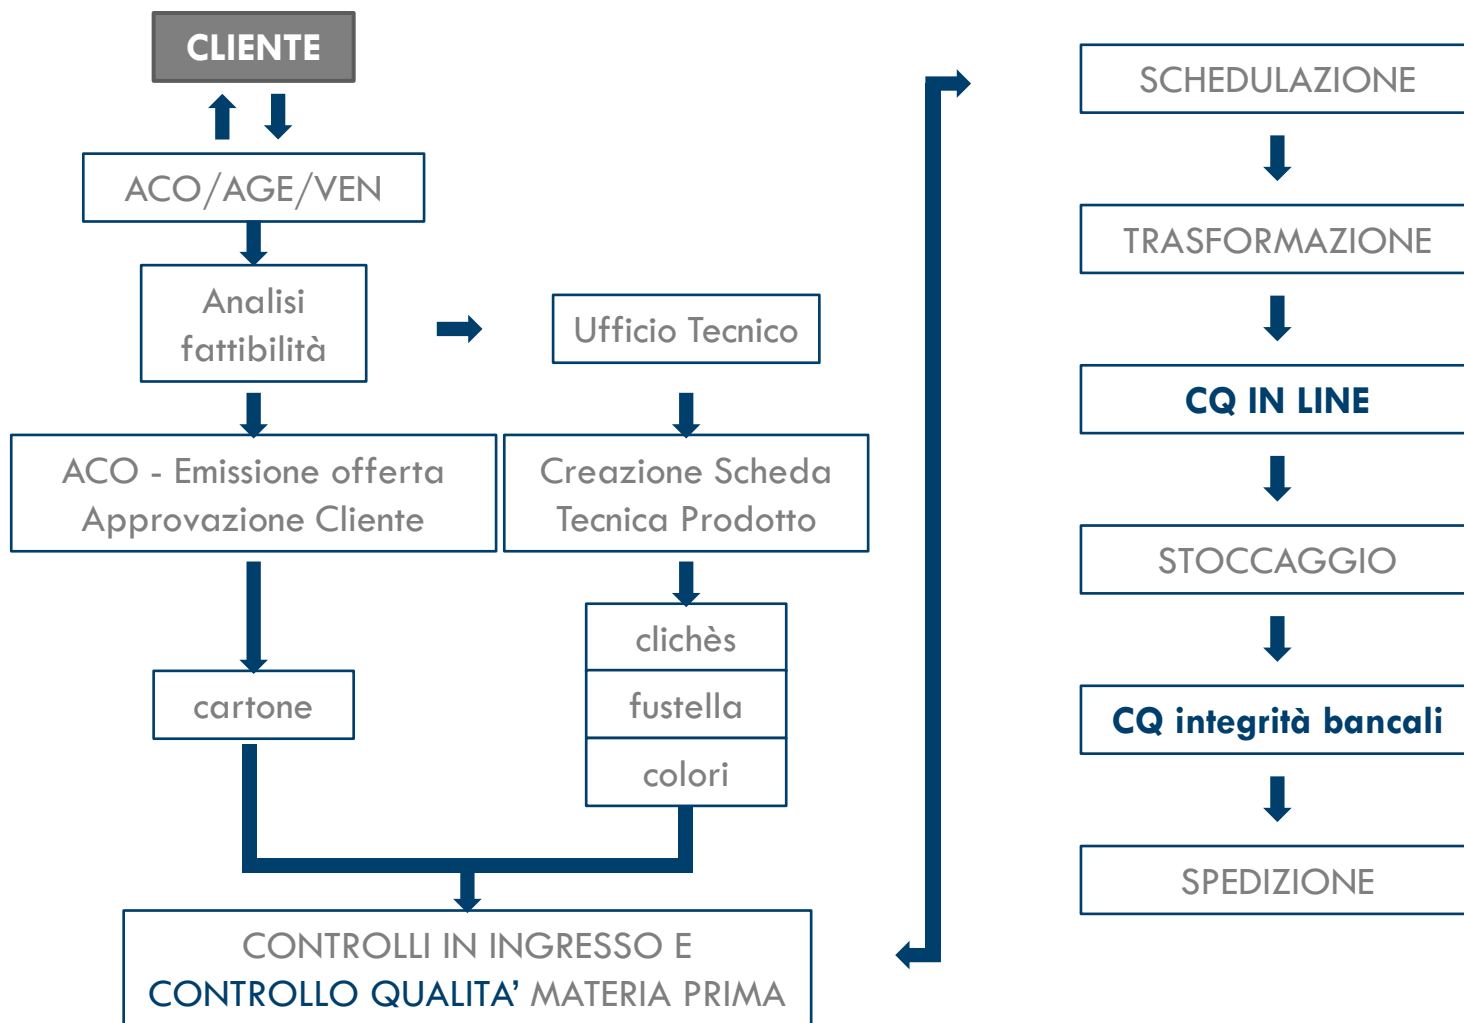 CLIENTE
ACO/AGE/VEN
Analisi
fattibilità
Ufficio Tecnico
ACO - Emissione offerta
Approvazione Cliente
Creazione Scheda
Tecnica Prodotto
cartone
clichès
fustella
colori
CONTROLLI IN INGRESSO E
CONTROLLO QUALITA’ MATERIA PRIMA
SCHEDULAZIONE
TRASFORMAZIONE
CQ IN LINE
STOCCAGGIO
CQ integrità bancali
SPEDIZIONE